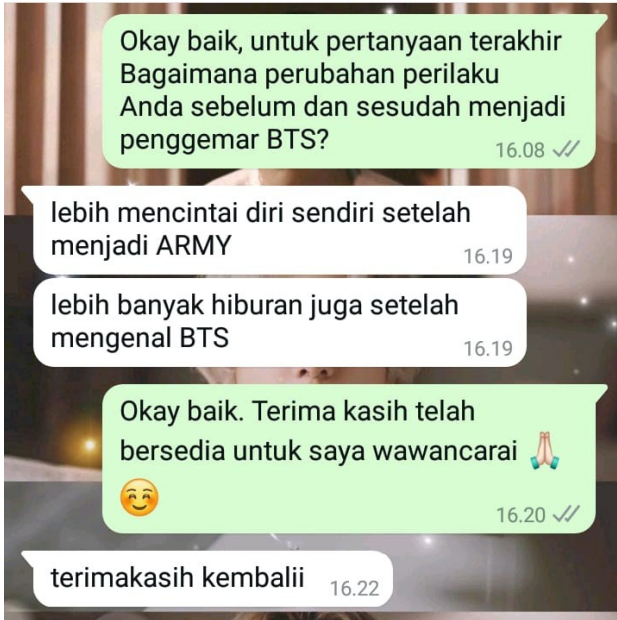 Okay baik, untuk pertanyaan terakhir
Bagaimana perubahan perilaku
Anda sebelum dan sesudah menjadi
penggemar BTS?
16.08
lebih mencintai diri sendiri setelah
menjadi ARMY
16.19
lebih banyak hiburan juga setelah
mengenal BTS
16.19
Okay baik. Terima kasih telah
bersedia untuk saya wawancarai 🙏🏻
☺️
16.20
terimakasih kembalii
16.22